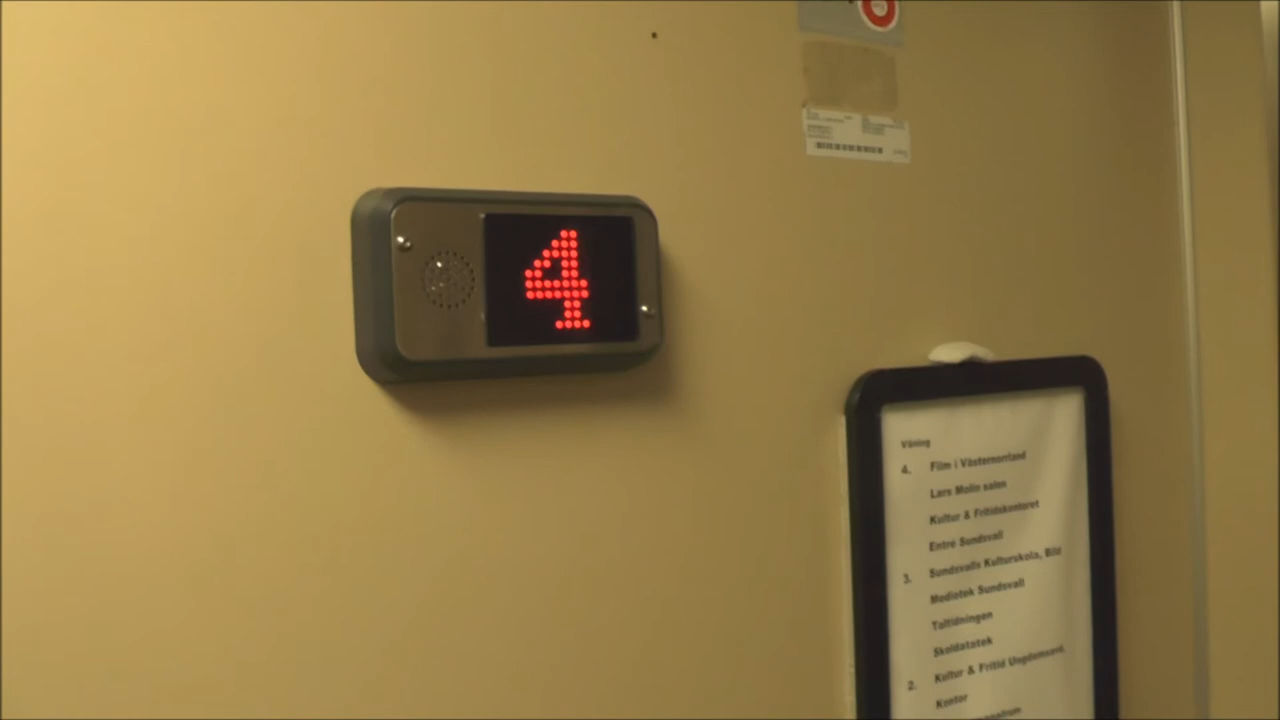 4
Våning
4. Film i Västernorrland
Lars Molin salen
Kultur & Fritidskontoret
Entré Sundsvall
3. Sundsvalls Kulturskola, Bild
Mediotek Sundsvall
Taltidningen
Skoldatatek
2. Kultur & Fritid Ungdomsavd.
Kontor